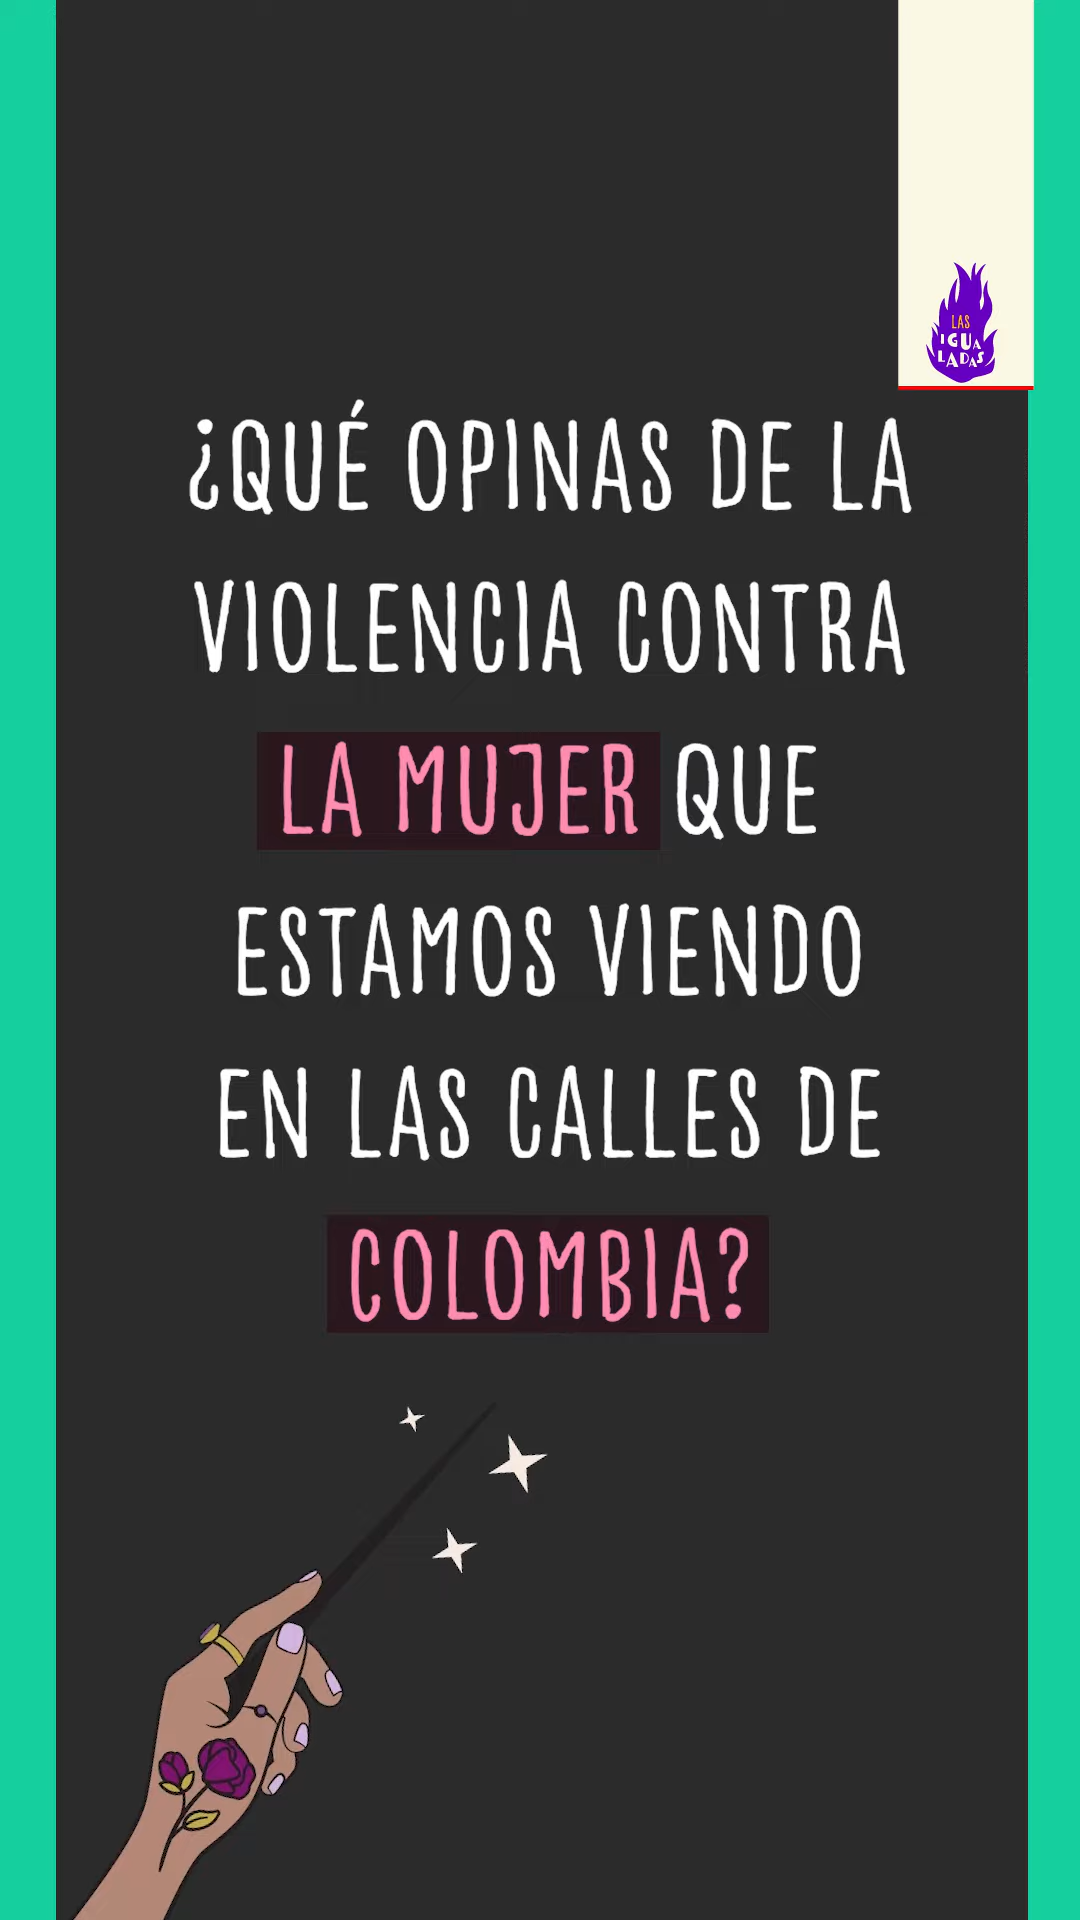 LAS
IGUA
LADAS
¿QUÉ OPINAS DE LA
VIOLENCIA CONTRA
LA MUJER QUE
ESTAMOS VIENDO
EN LAS CALLES DE
COLOMBIA?